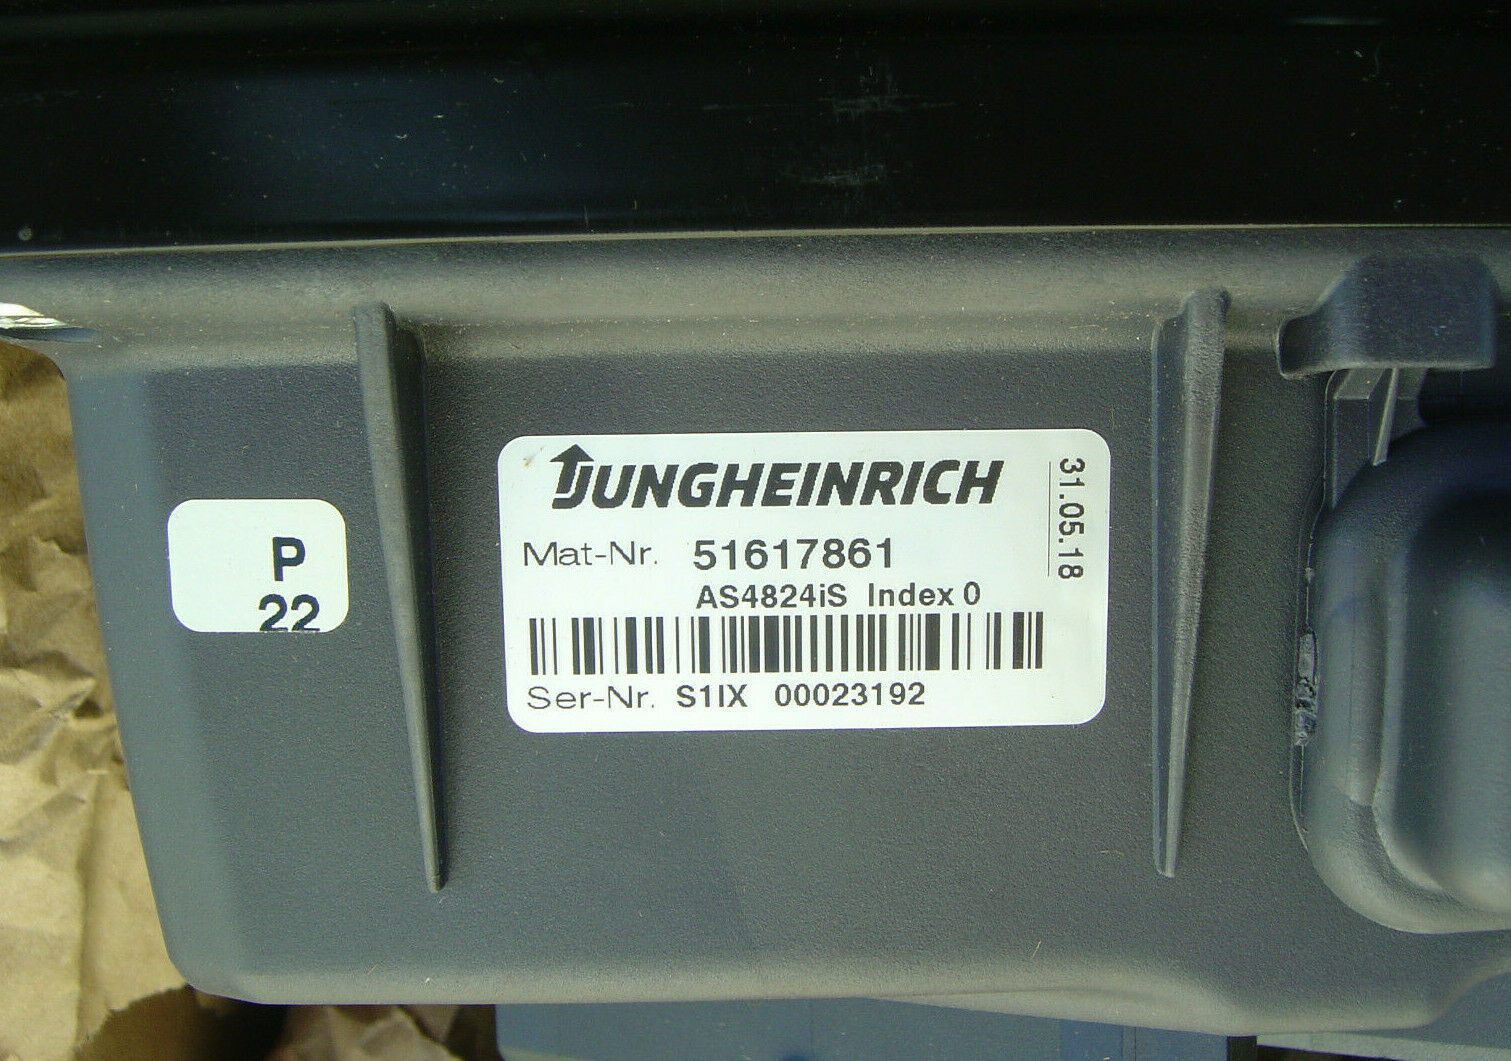 JUNGHEINRICH
31.05.18
Mat-Nr. 51617861
AS4824iS Index 0
Ser-Nr. S1IX 00023192
P
22